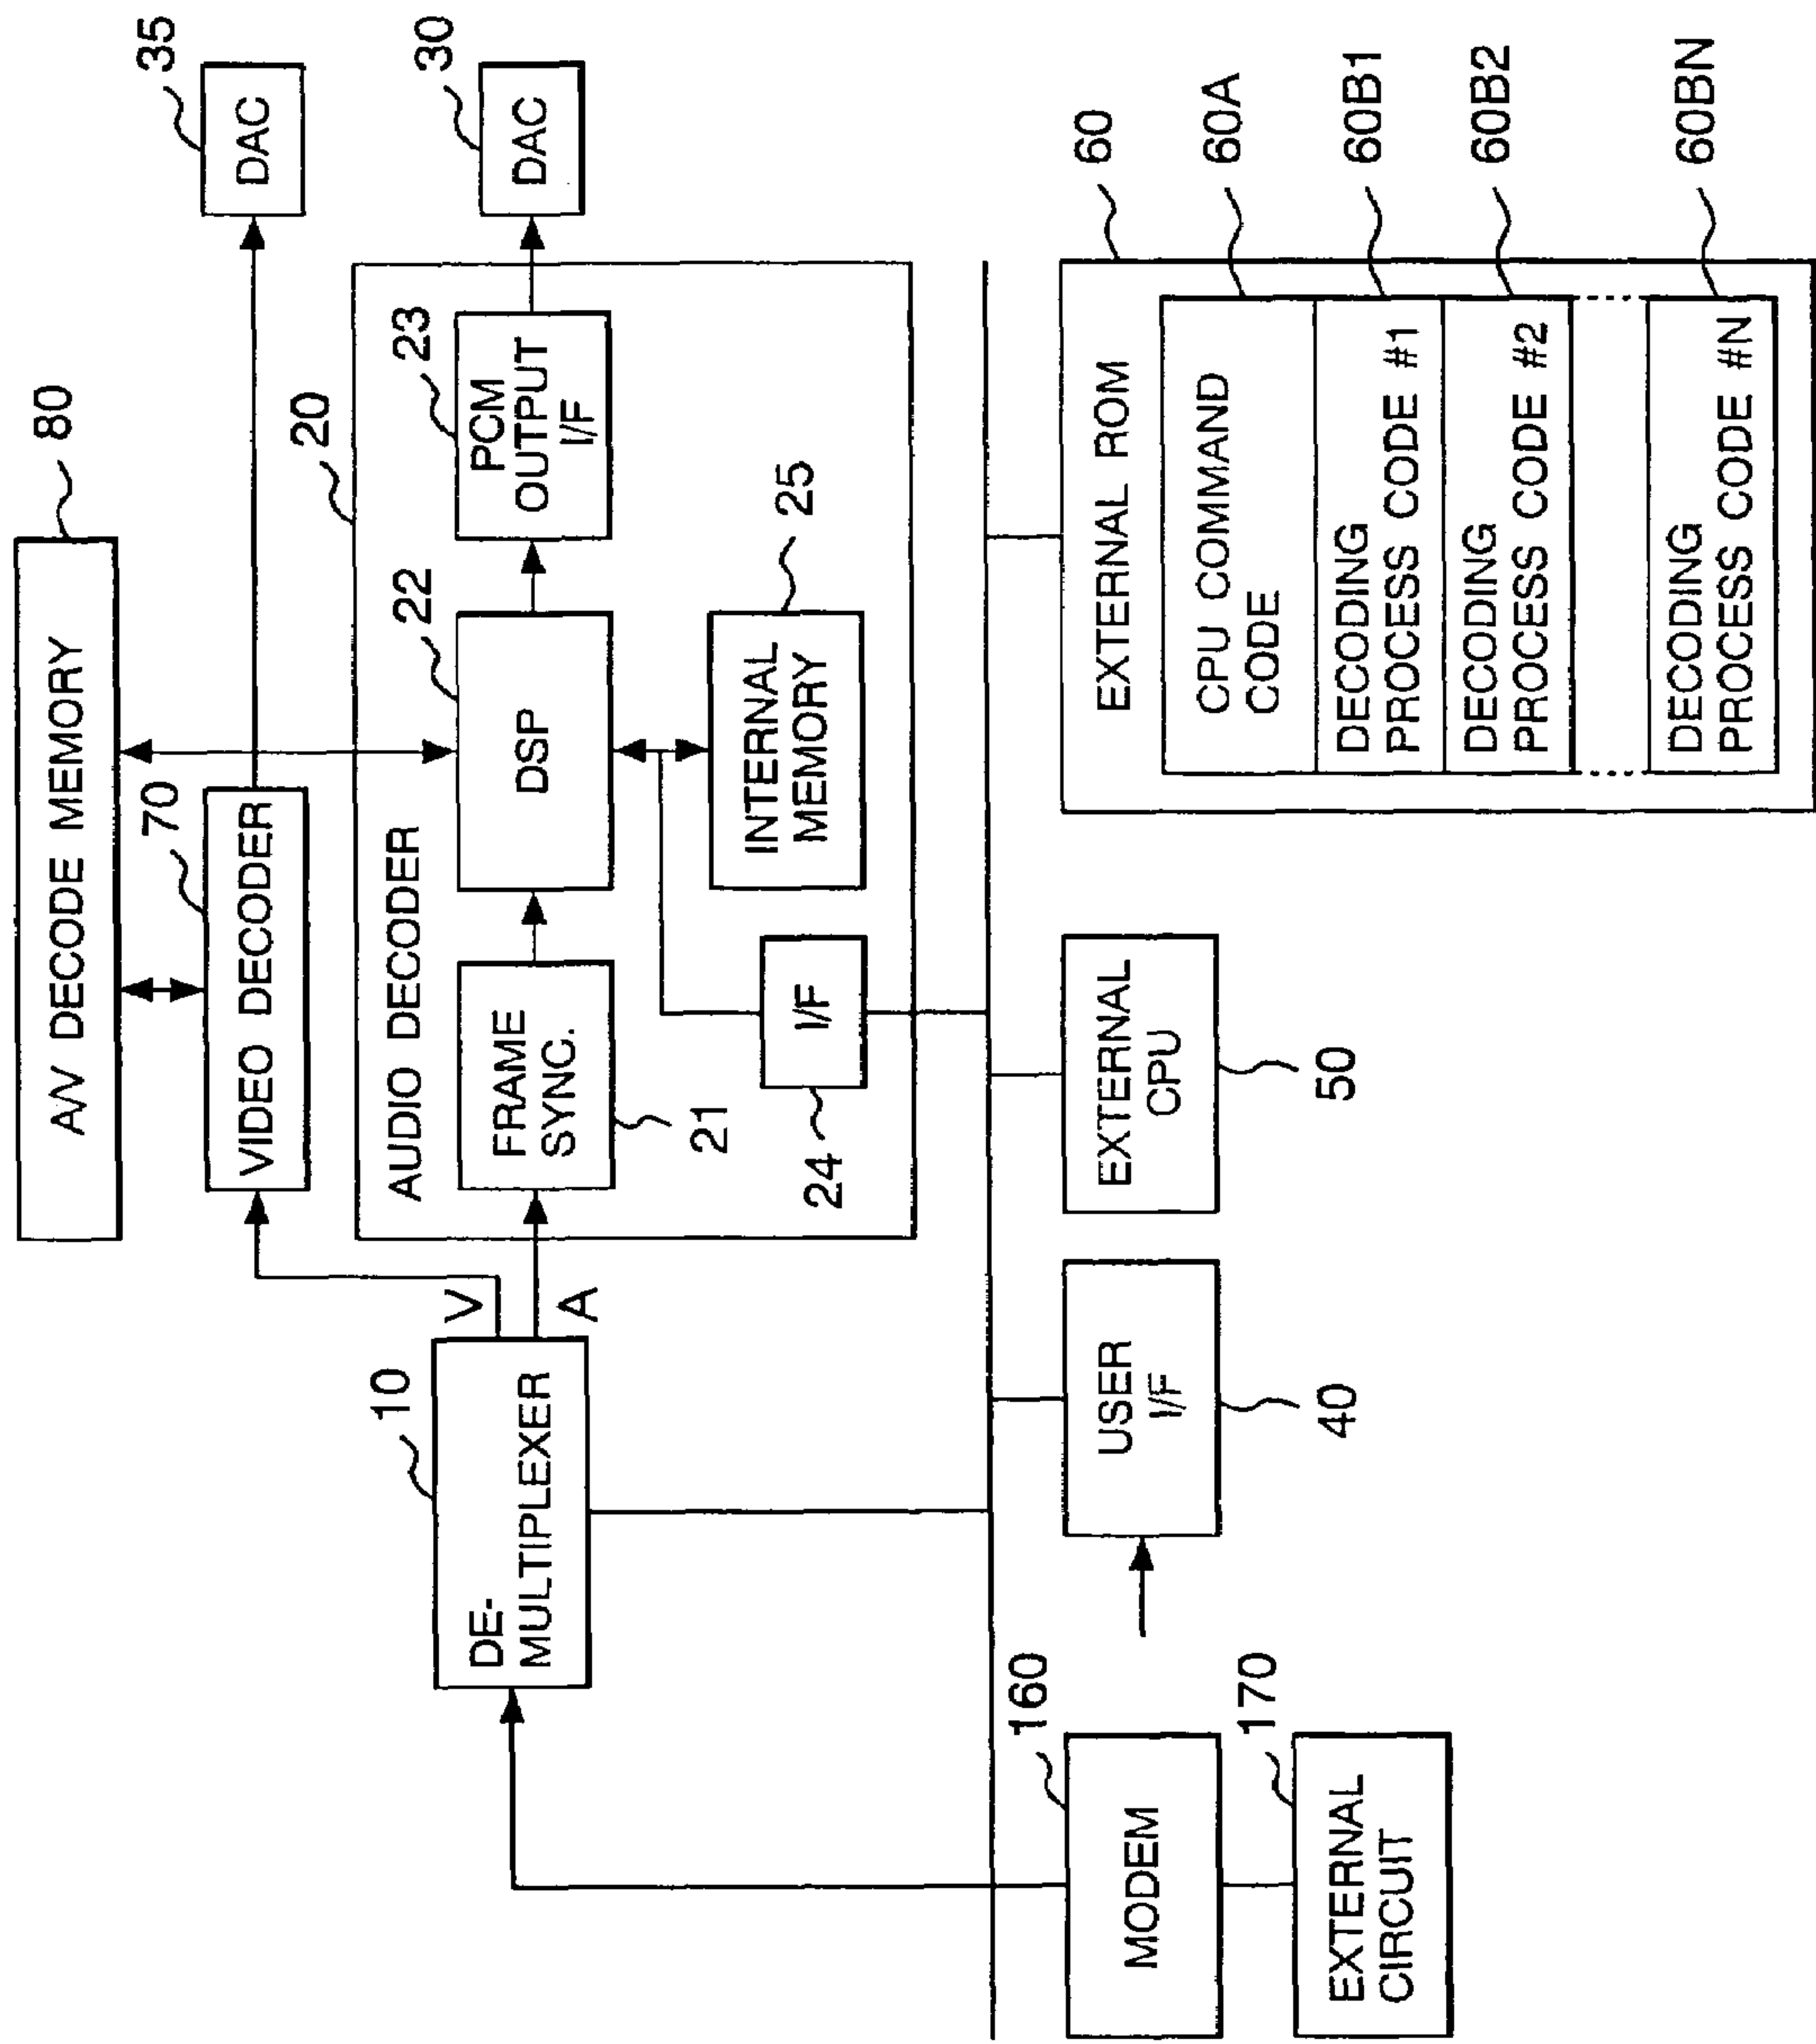 A/V DECODE MEMORY
80
70
VIDEO DECODER
35
DAC
20
AUDIO DECODER
10
DE-
MULTIPLEXER
V
A
FRAME
SYNC.
21
22
DSP
23
PCM
OUTPUT
I/F
30
DAC
24
I/F
25
INTERNAL
MEMORY
160
MODEM
170
EXTERNAL
CIRCUIT
USER
I/F
40
EXTERNAL
CPU
50
60
EXTERNAL ROM
60A
CPU COMMAND
CODE
60B1
DECODING
PROCESS CODE #1
60B2
DECODING
PROCESS CODE #2
60BN
DECODING
PROCESS CODE #N